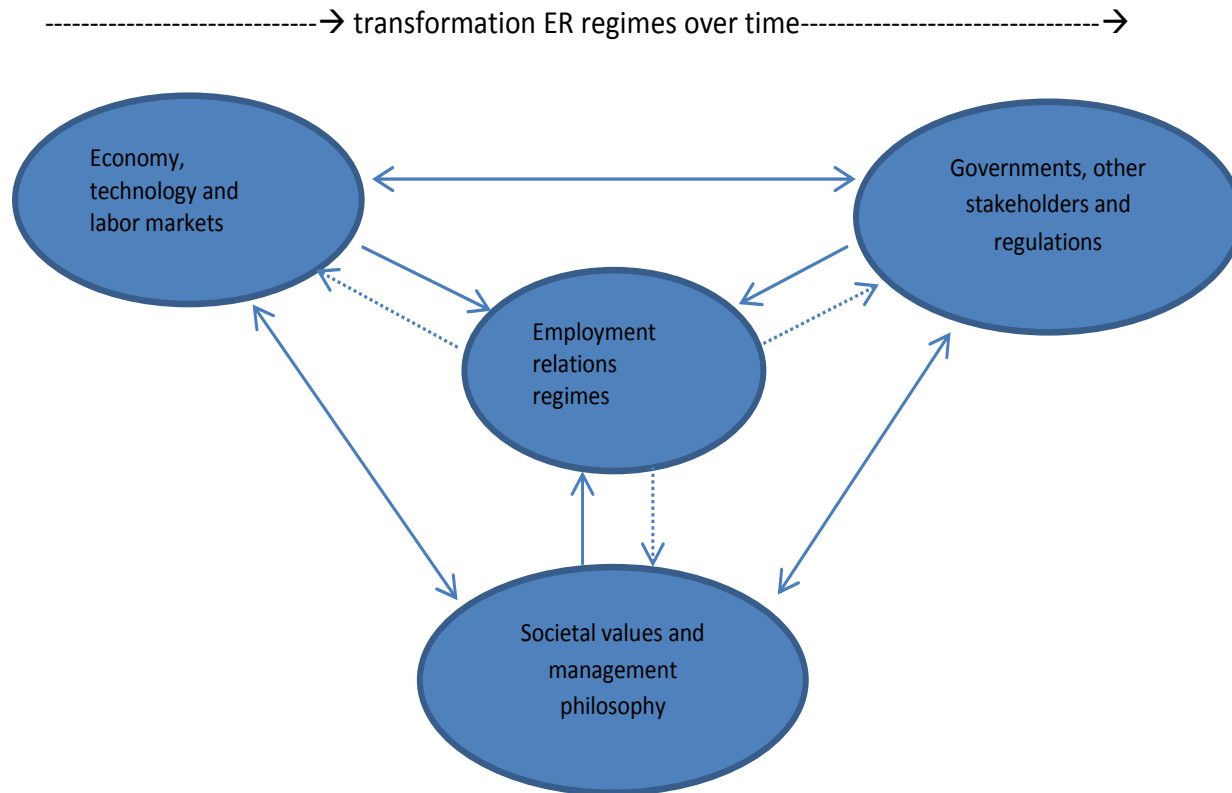 ----------------------------→ transformation ER regimes over time------------------------------→
Economy,
technology and
labor markets
Governments, other
stakeholders and
regulations
Employment
relations
regimes
Societal values and
management
philosophy